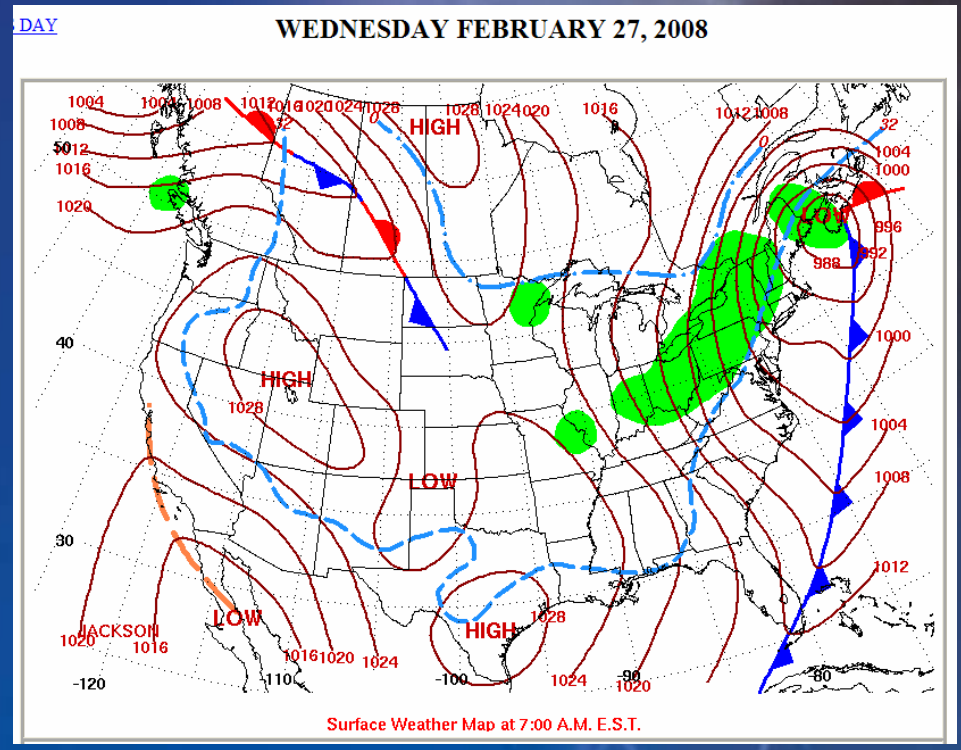 S DAY
WEDNESDAY FEBRUARY 27, 2008
1004 1004 1008 1012 1016 1020 1024 1028 1028 1024 1020 1016 1012 1008
1008 32 0 HIGH 0 32
50 1012 1004
1016 1000
1020 LOW 996
988 992
40 1000
HIGH
1028 1004
LOW 1008
30
1012
LOW 1028
JACKSON HIGH
1020 1016 1016 1020 1024
-120 -110 -100 1024 -90 1020 80
Surface Weather Map at 7:00 A.M. E.S.T.